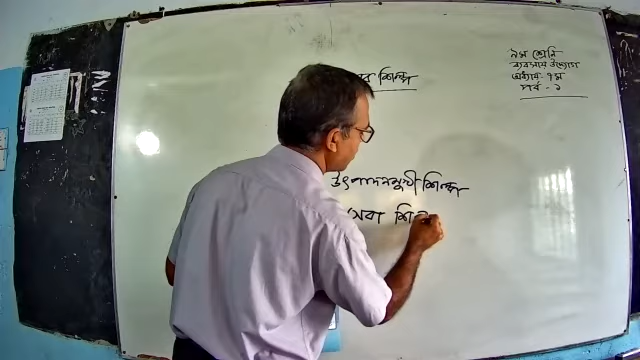 শিল্প
৯ম শ্রেনি
ব্যবসায় উদ্যোগ
অধ্যায় ৭ম
পর্ব - ১
উৎপাদনমুখী শিল্প
সেবা শি